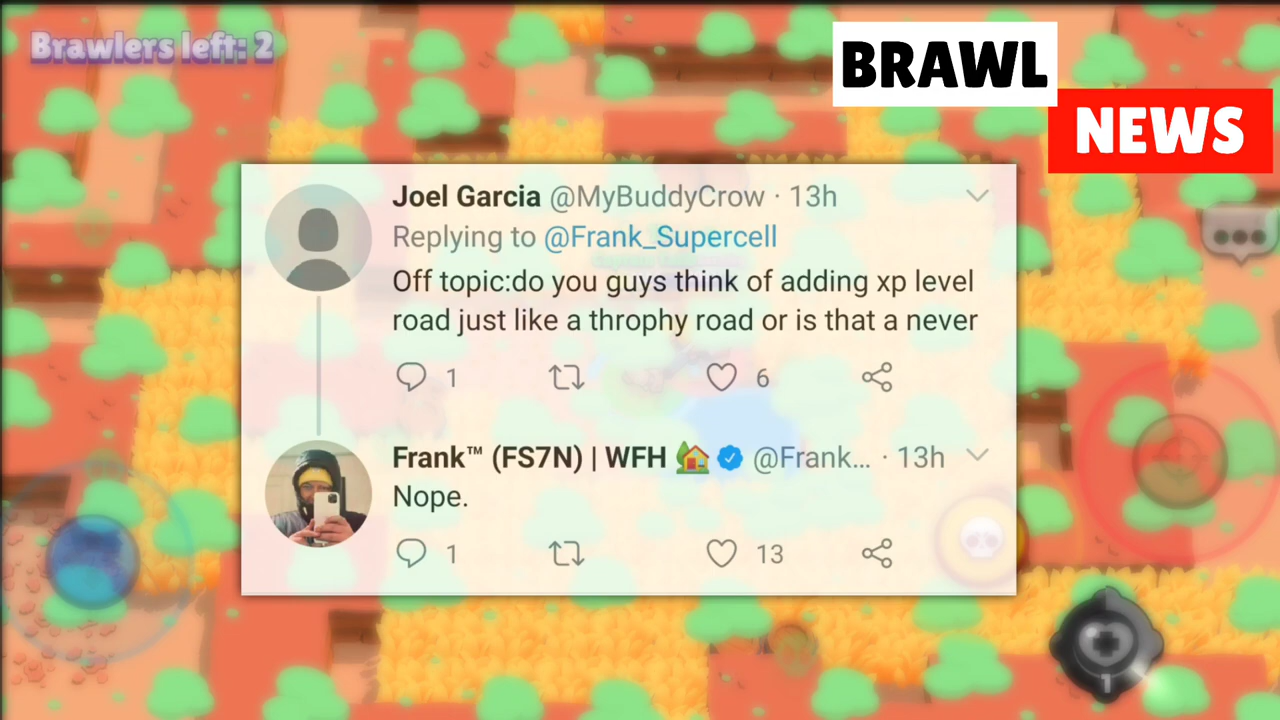 Brawlers left: 2
BRAWL
NEWS
Joel Garcia @MyBuddyCrow · 13h
Replying to @Frank_Supercell
Off topic:do you guys think of adding xp level
road just like a throphy road or is that a never
1 6
Frank™ (FS7N) | WFH 🏡 @Frank... · 13h
Nope.
1 13
1